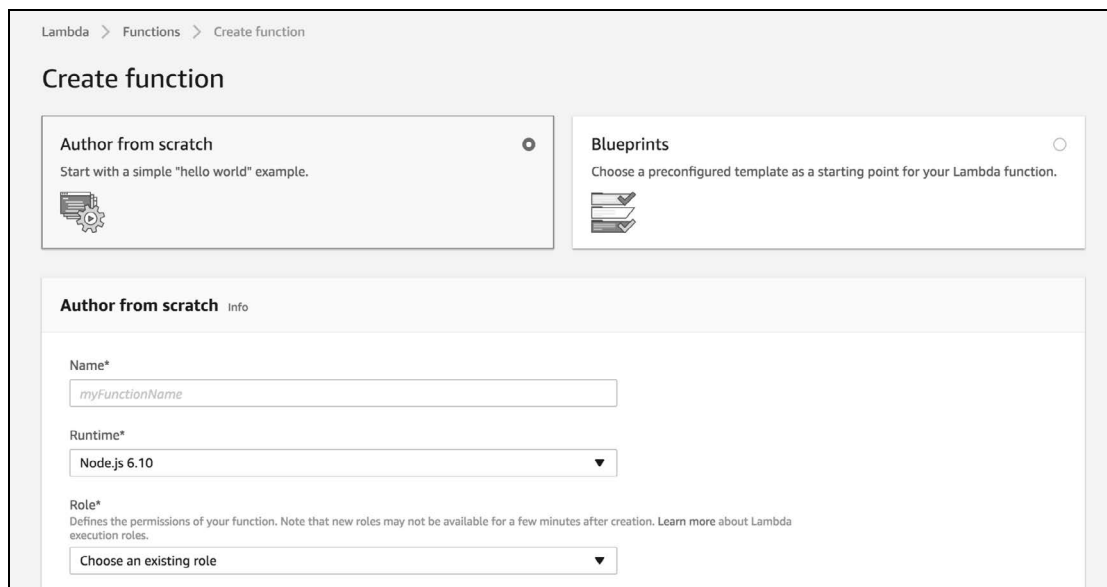 Lambda > Functions > Create function
Create function
Author from scratch
Start with a simple "hello world" example.
Blueprints
Choose a preconfigured template as a starting point for your Lambda function.
Author from scratch Info
Name*
myFunctionName
Runtime*
Node.js 6.10
Role*
Defines the permissions of your function. Note that new roles may not be available for a few minutes after creation. Learn more about Lambda
execution roles.
Choose an existing role